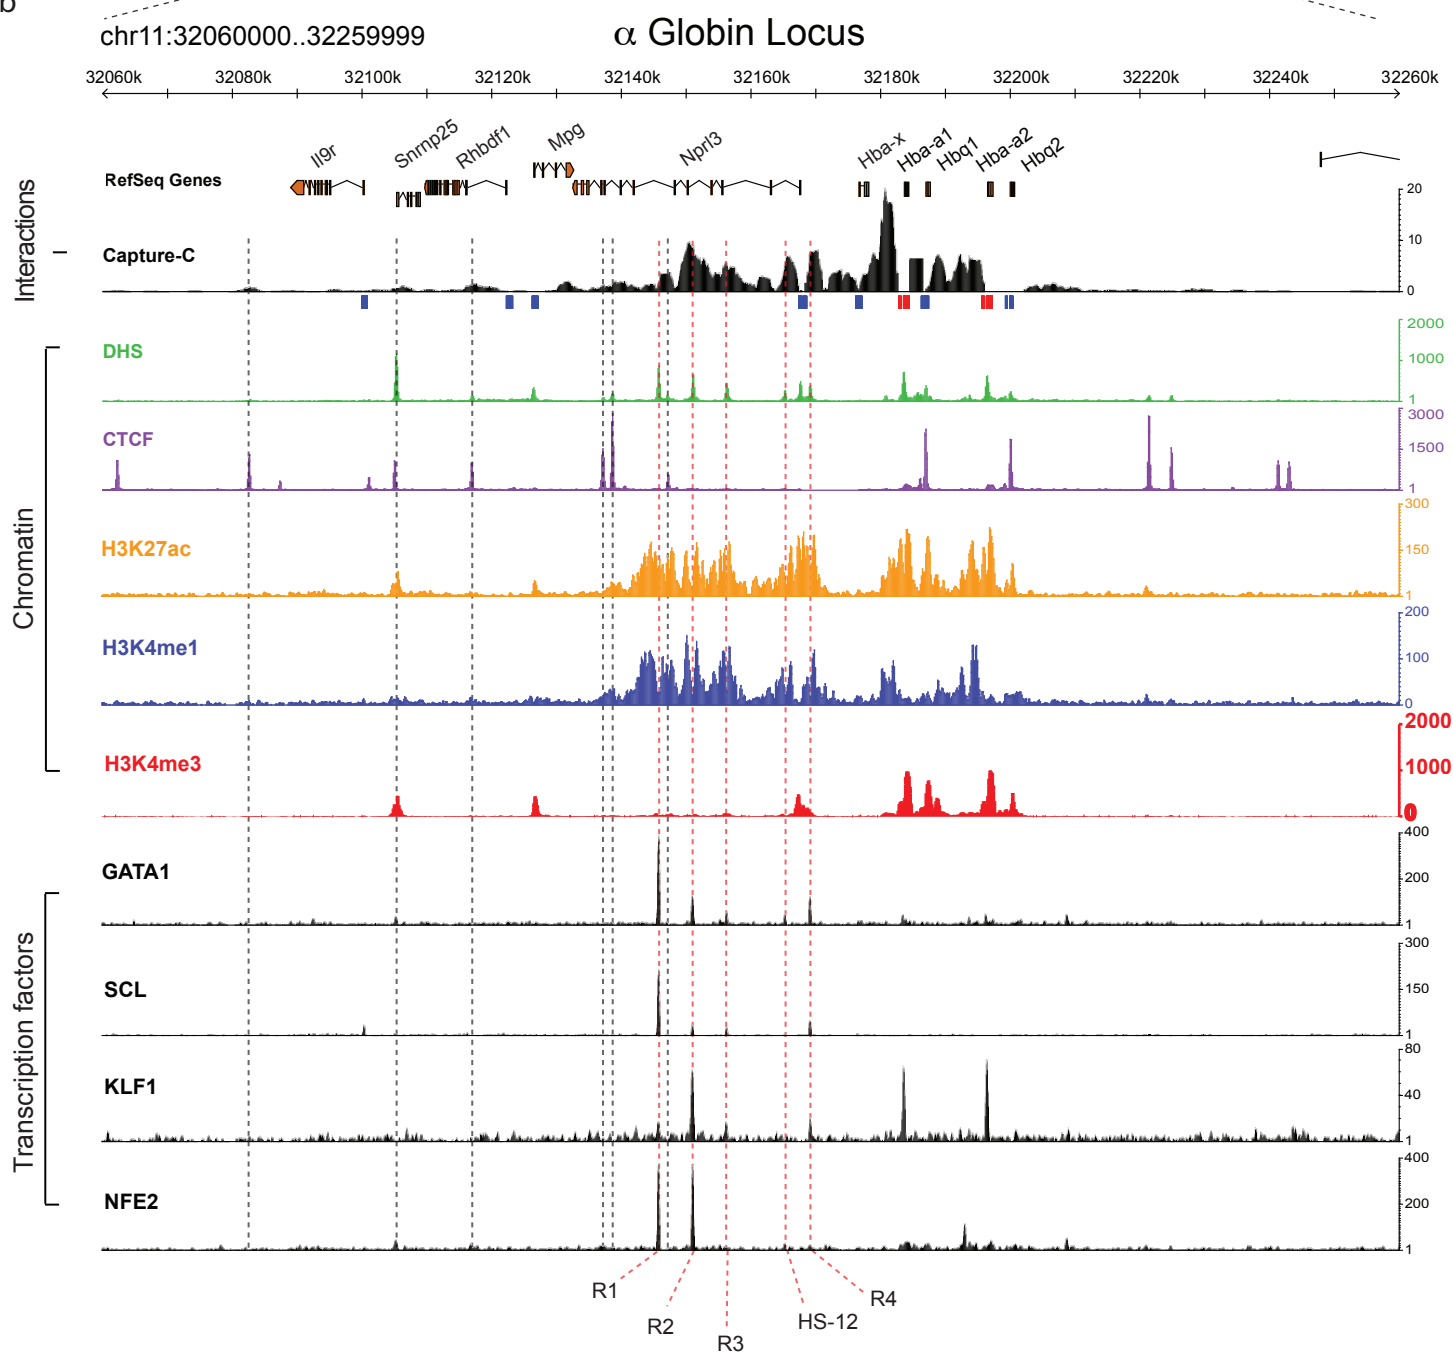 b
chr11:32060000..32259999
α Globin Locus
32060k 32080k 32100k 32120k 32140k 32160k 32180k 32200k 32220k 32240k 32260k
Il9r Snrnp25 Rhbdf1 Mpg Nprl3 Hba-x Hba-a1 Hbq1 Hba-a2 Hbq2
RefSeq Genes
Interactions
Capture-C
20
10
0
Chromatin
DHS
2000
1000
1
CTCF
3000
1500
1
H3K27ac
300
150
1
H3K4me1
200
100
0
H3K4me3
2000
1000
0
Transcription factors
GATA1
400
200
1
SCL
300
150
1
KLF1
80
40
1
NFE2
400
200
1
R1
R2
R3
HS-12
R4